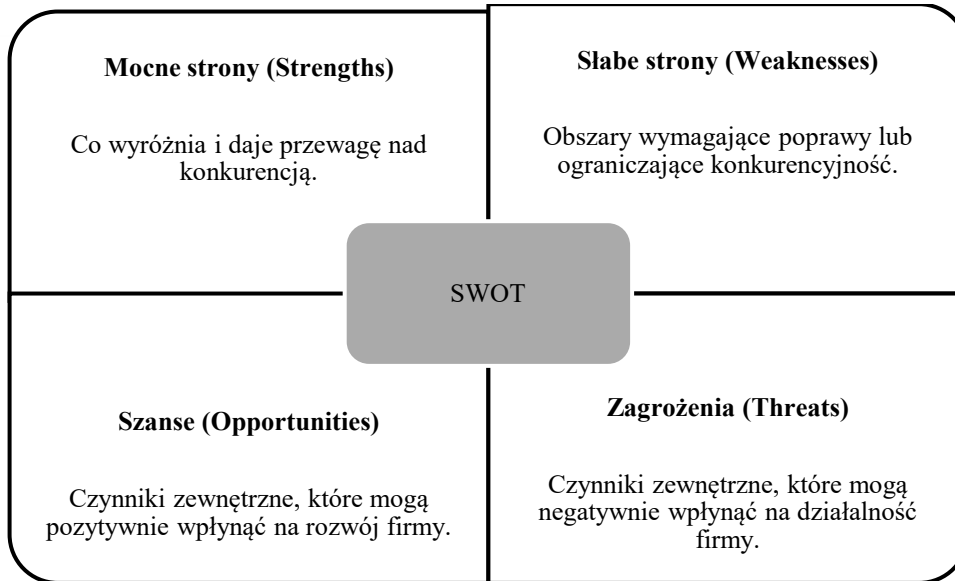 Mocne strony (Strengths)
Co wyróżnia i daje przewagę nad
konkurencją.
Słabe strony (Weaknesses)
Obszary wymagające poprawy lub
ograniczające konkurencyjność.
SWOT
Szanse (Opportunities)
Czynniki zewnętrzne, które mogą
pozytywnie wpłynąć na rozwój firmy.
Zagrożenia (Threats)
Czynniki zewnętrzne, które mogą
negatywnie wpłynąć na działalność
firmy.